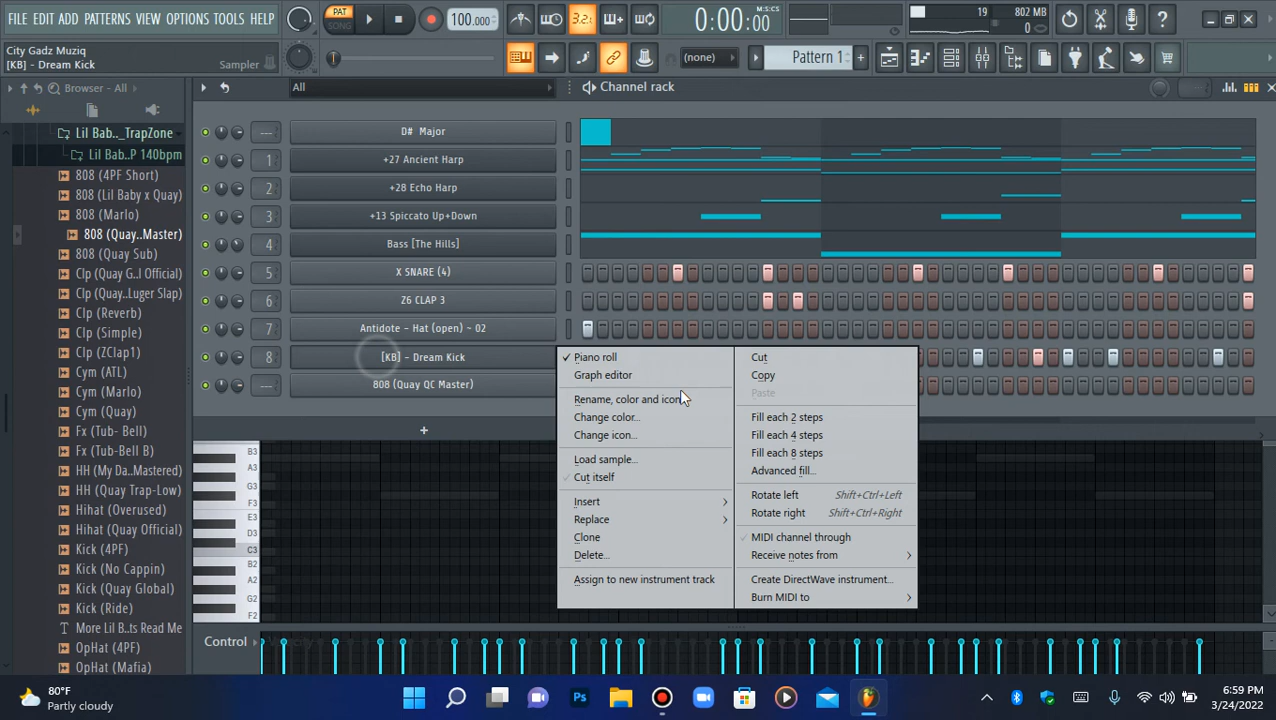 FILE EDIT ADD PATTERNS VIEW OPTIONS TOOLS HELP
PAT
SONG
100.000
3.2.
0:00:00
M:S:CS
19
802 MB
0
City Gadz Muziq
[KB] - Dream Kick
Sampler
(none)
Pattern 1
Browser - All
All
Channel rack
Lil Bab.._TrapZone
Lil Bab..P 140bpm
808 (4PF Short)
808 (Lil Baby x Quay)
808 (Marlo)
808 (Quay..Master)
808 (Quay Sub)
Clp (Quay G..l Official)
Clp (Quay..Luger Slap)
Clp (Reverb)
Clp (Simple)
Clp (ZClap1)
Cym (ATL)
Cym (Marlo)
Cym (Quay)
Fx (Tub- Bell)
Fx (Tub-Bell B)
HH (My Da..Mastered)
HH (Quay Trap-Low)
Hihat (Overused)
Hihat (Quay Official)
Kick (4PF)
Kick (No Cappin)
Kick (Quay Global)
Kick (Ride)
More Lil B..ts Read Me
OpHat (4PF)
OpHat (Mafia)
--- D# Major
1 +27 Ancient Harp
2 +28 Echo Harp
3 +13 Spiccato Up+Down
4 Bass [The Hills]
5 X SNARE (4)
6 Z6 CLAP 3
7 Antidote - Hat (open) ~ 02
8 [KB] - Dream Kick
--- 808 (Quay QC Master)
+
Piano roll
Graph editor
Rename, color and icon
Change color...
Change icon...
Load sample...
Cut itself
Insert
Replace
Clone
Delete...
Assign to new instrument track
Cut
Copy
Paste
Fill each 2 steps
Fill each 4 steps
Fill each 8 steps
Advanced fill...
Rotate left Shift+Ctrl+Left
Rotate right Shift+Ctrl+Right
MIDI channel through
Receive notes from
Create DirectWave instrument...
Burn MIDI to
B3
A3
G3
F3
E3
D3
C3
B2
A2
G2
F2
Control
80°F
Partly cloudy
Ps
6:59 PM
3/24/2022